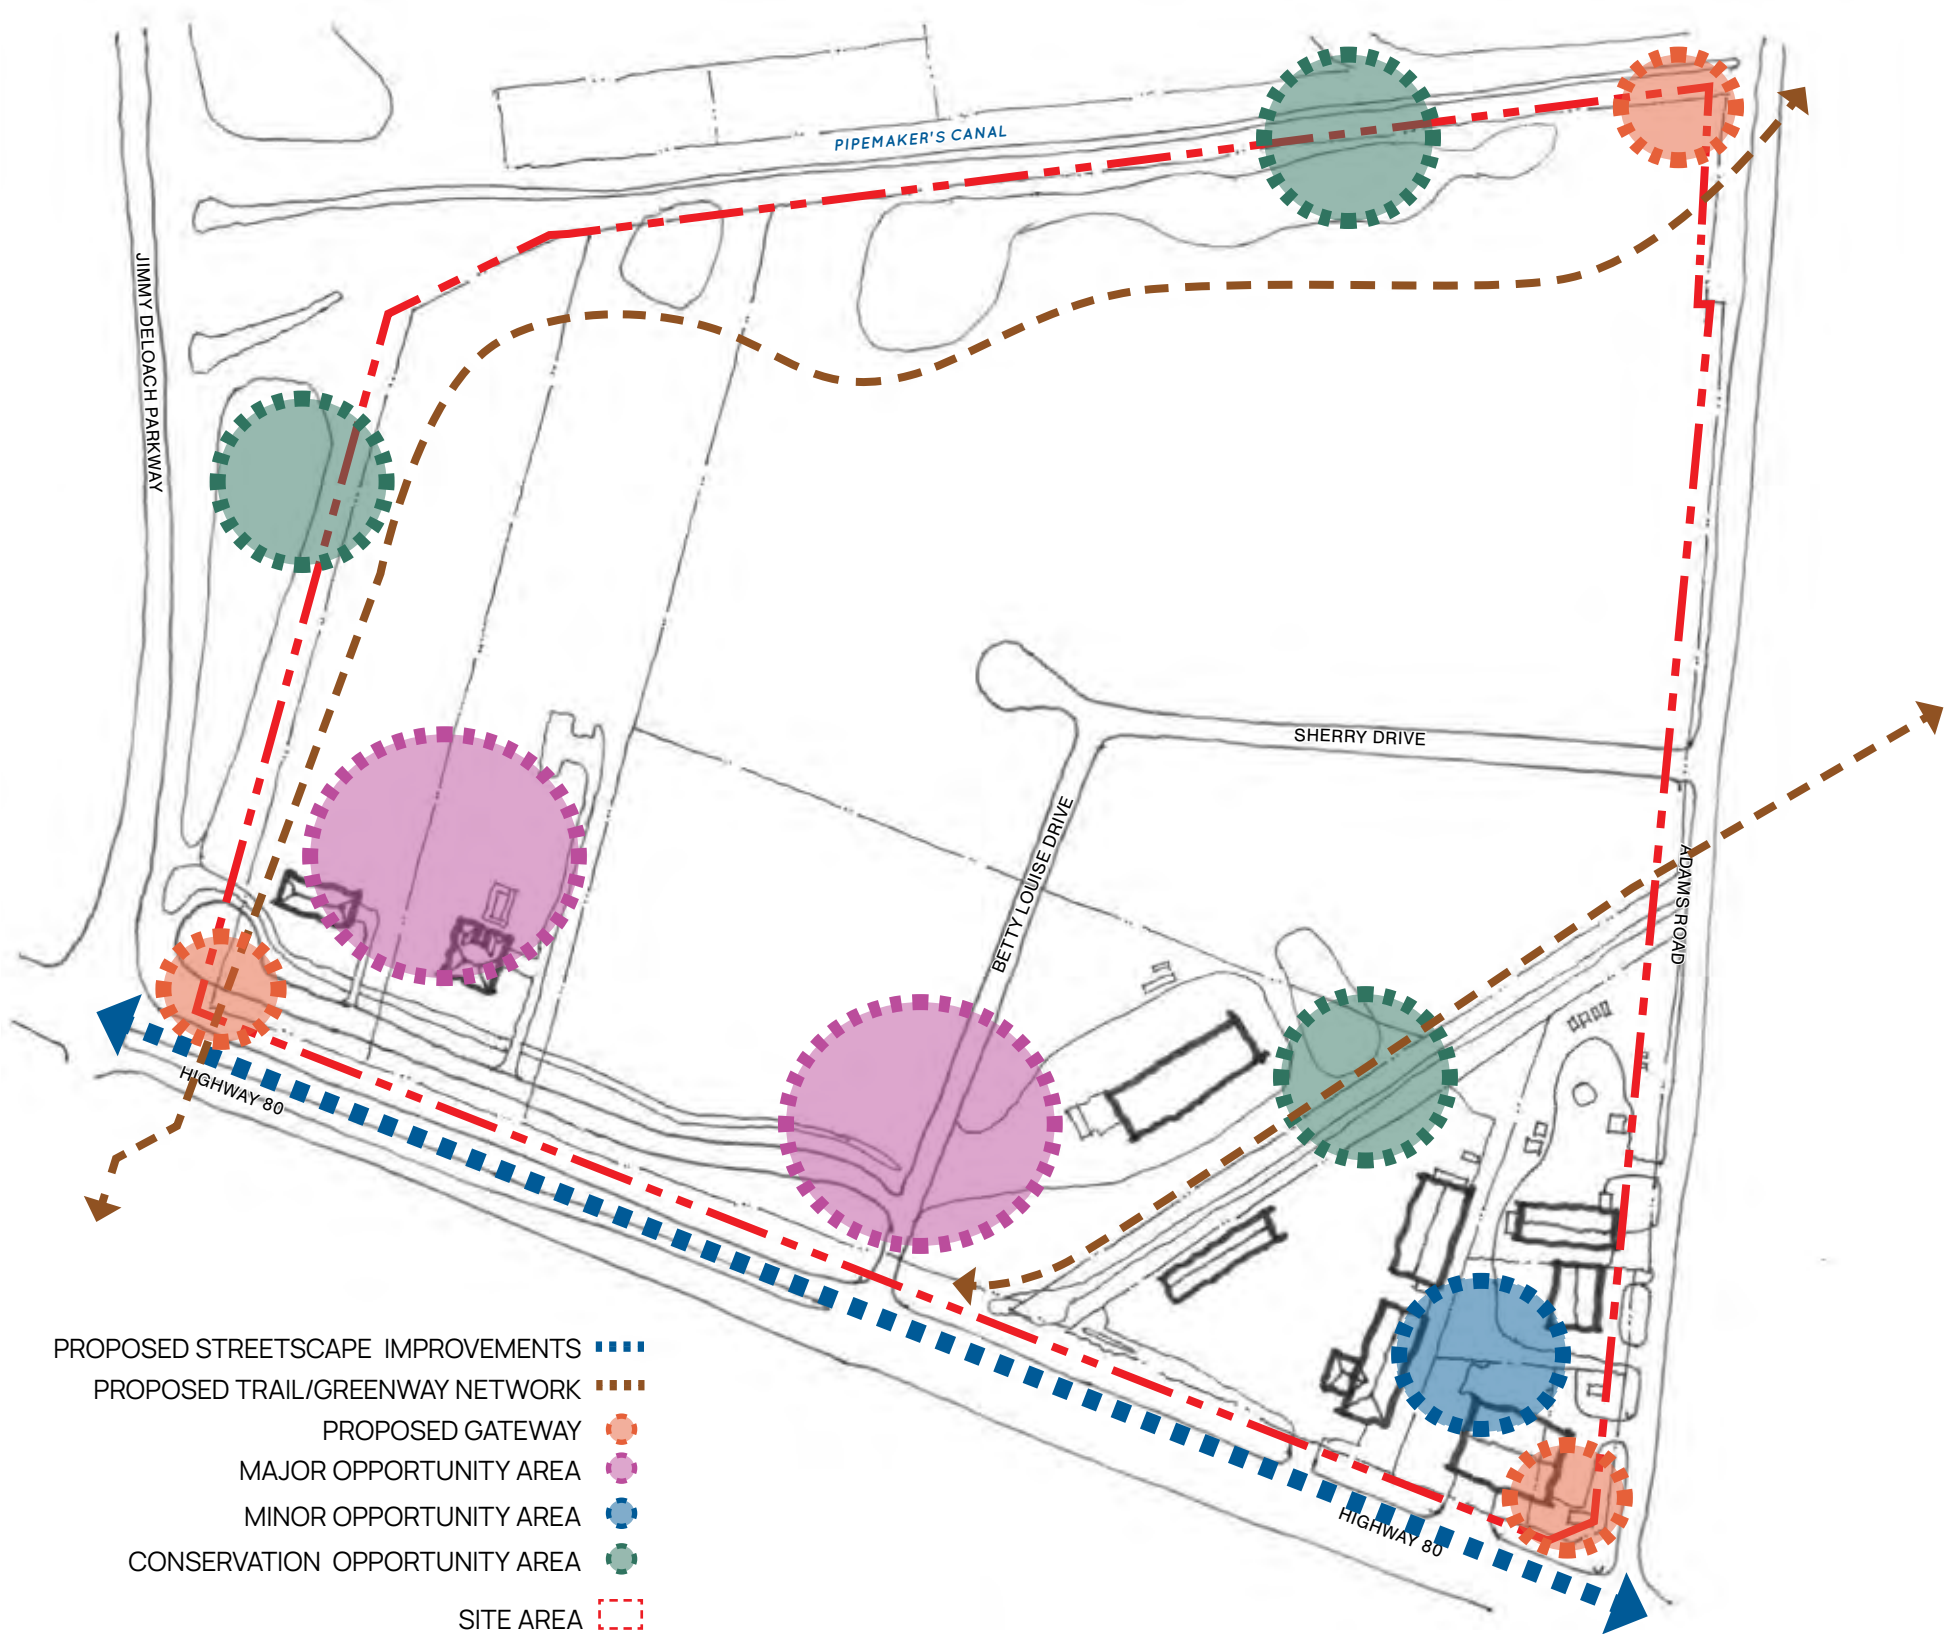 PIPEMAKER'S CANAL
JIMMY DELOACH PARKWAY
SHERRY DRIVE
BETTY LOUISE DRIVE
ADAMS ROAD
HIGHWAY 80
HIGHWAY 80
PROPOSED STREETSCAPE IMPROVEMENTS
PROPOSED TRAIL/GREENWAY NETWORK
PROPOSED GATEWAY
MAJOR OPPORTUNITY AREA
MINOR OPPORTUNITY AREA
CONSERVATION OPPORTUNITY AREA
SITE AREA